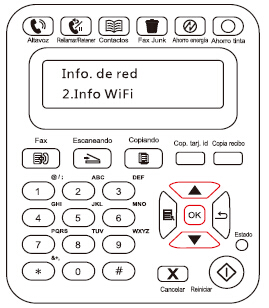 Altavoz Rellamar/Retener Contactos Fax Junk Ahorro energía Ahorro tinta
Info. de red
2.Info WiFi
Fax Escaneando Copiando Cop. tarj. id Copia recibo
@/: ABC DEF
1 2 3
GHI JKL MNO
4 5 6 OK
PQRS TUV WXYZ Estado
7 8 9
&+,
* 0 # X
Cancelar Reiniciar